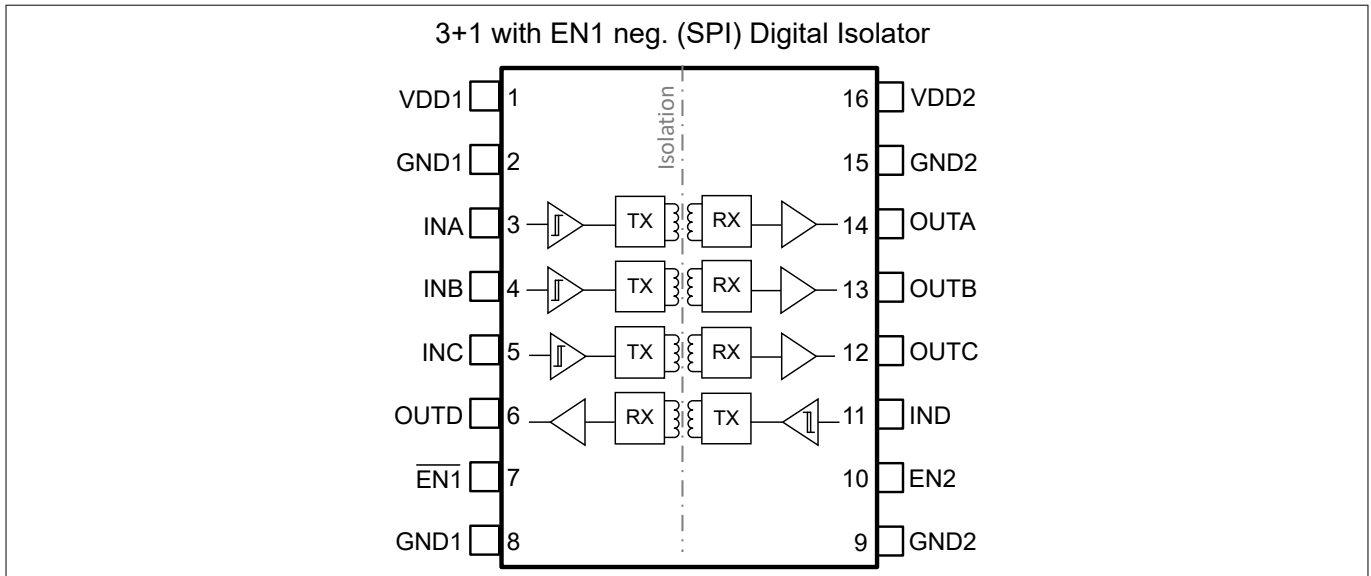 3+1 with EN1 neg. (SPI) Digital Isolator
VDD1 1 Isolation 16 VDD2
GND1 2 15 GND2
INA 3 TX RX 14 OUTA
INB 4 TX RX 13 OUTB
INC 5 TX RX 12 OUTC
OUTD 6 RX TX 11 IND
E̅N̅1̅ 7 10 EN2
GND1 8 9 GND2